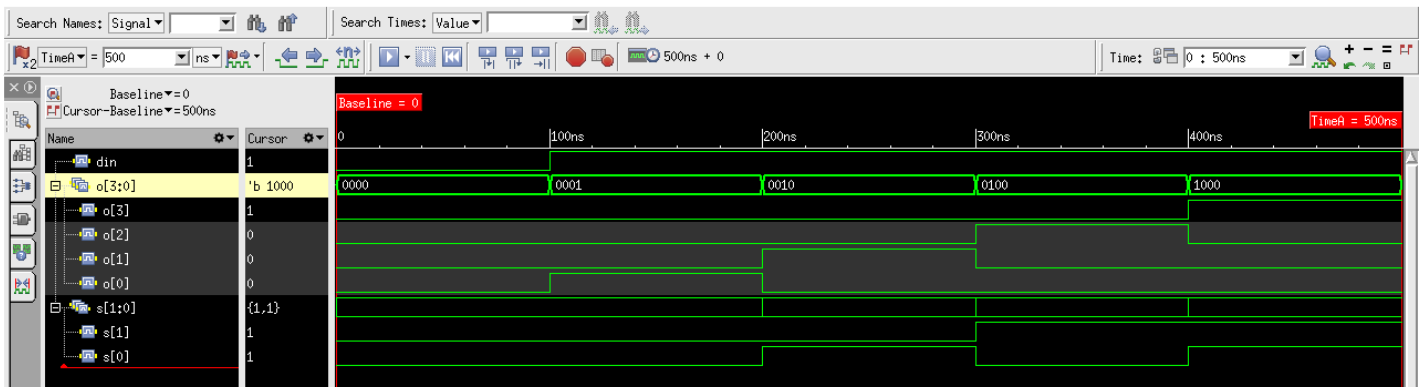 Search Names: Signal Search Times: Value
x2 TimeA = 500 ns 500ns + 0 Time: 0 : 500ns
Baseline=0
Cursor-Baseline=500ns
Baseline = 0
TimeA = 500ns
Name Cursor 0 100ns 200ns 300ns 400ns
din 1
o[3:0] 'b 1000 0000 0001 0010 0100 1000
o[3] 1
o[2] 0
o[1] 0
o[0] 0
s[1:0] {1,1}
s[1] 1
s[0] 1